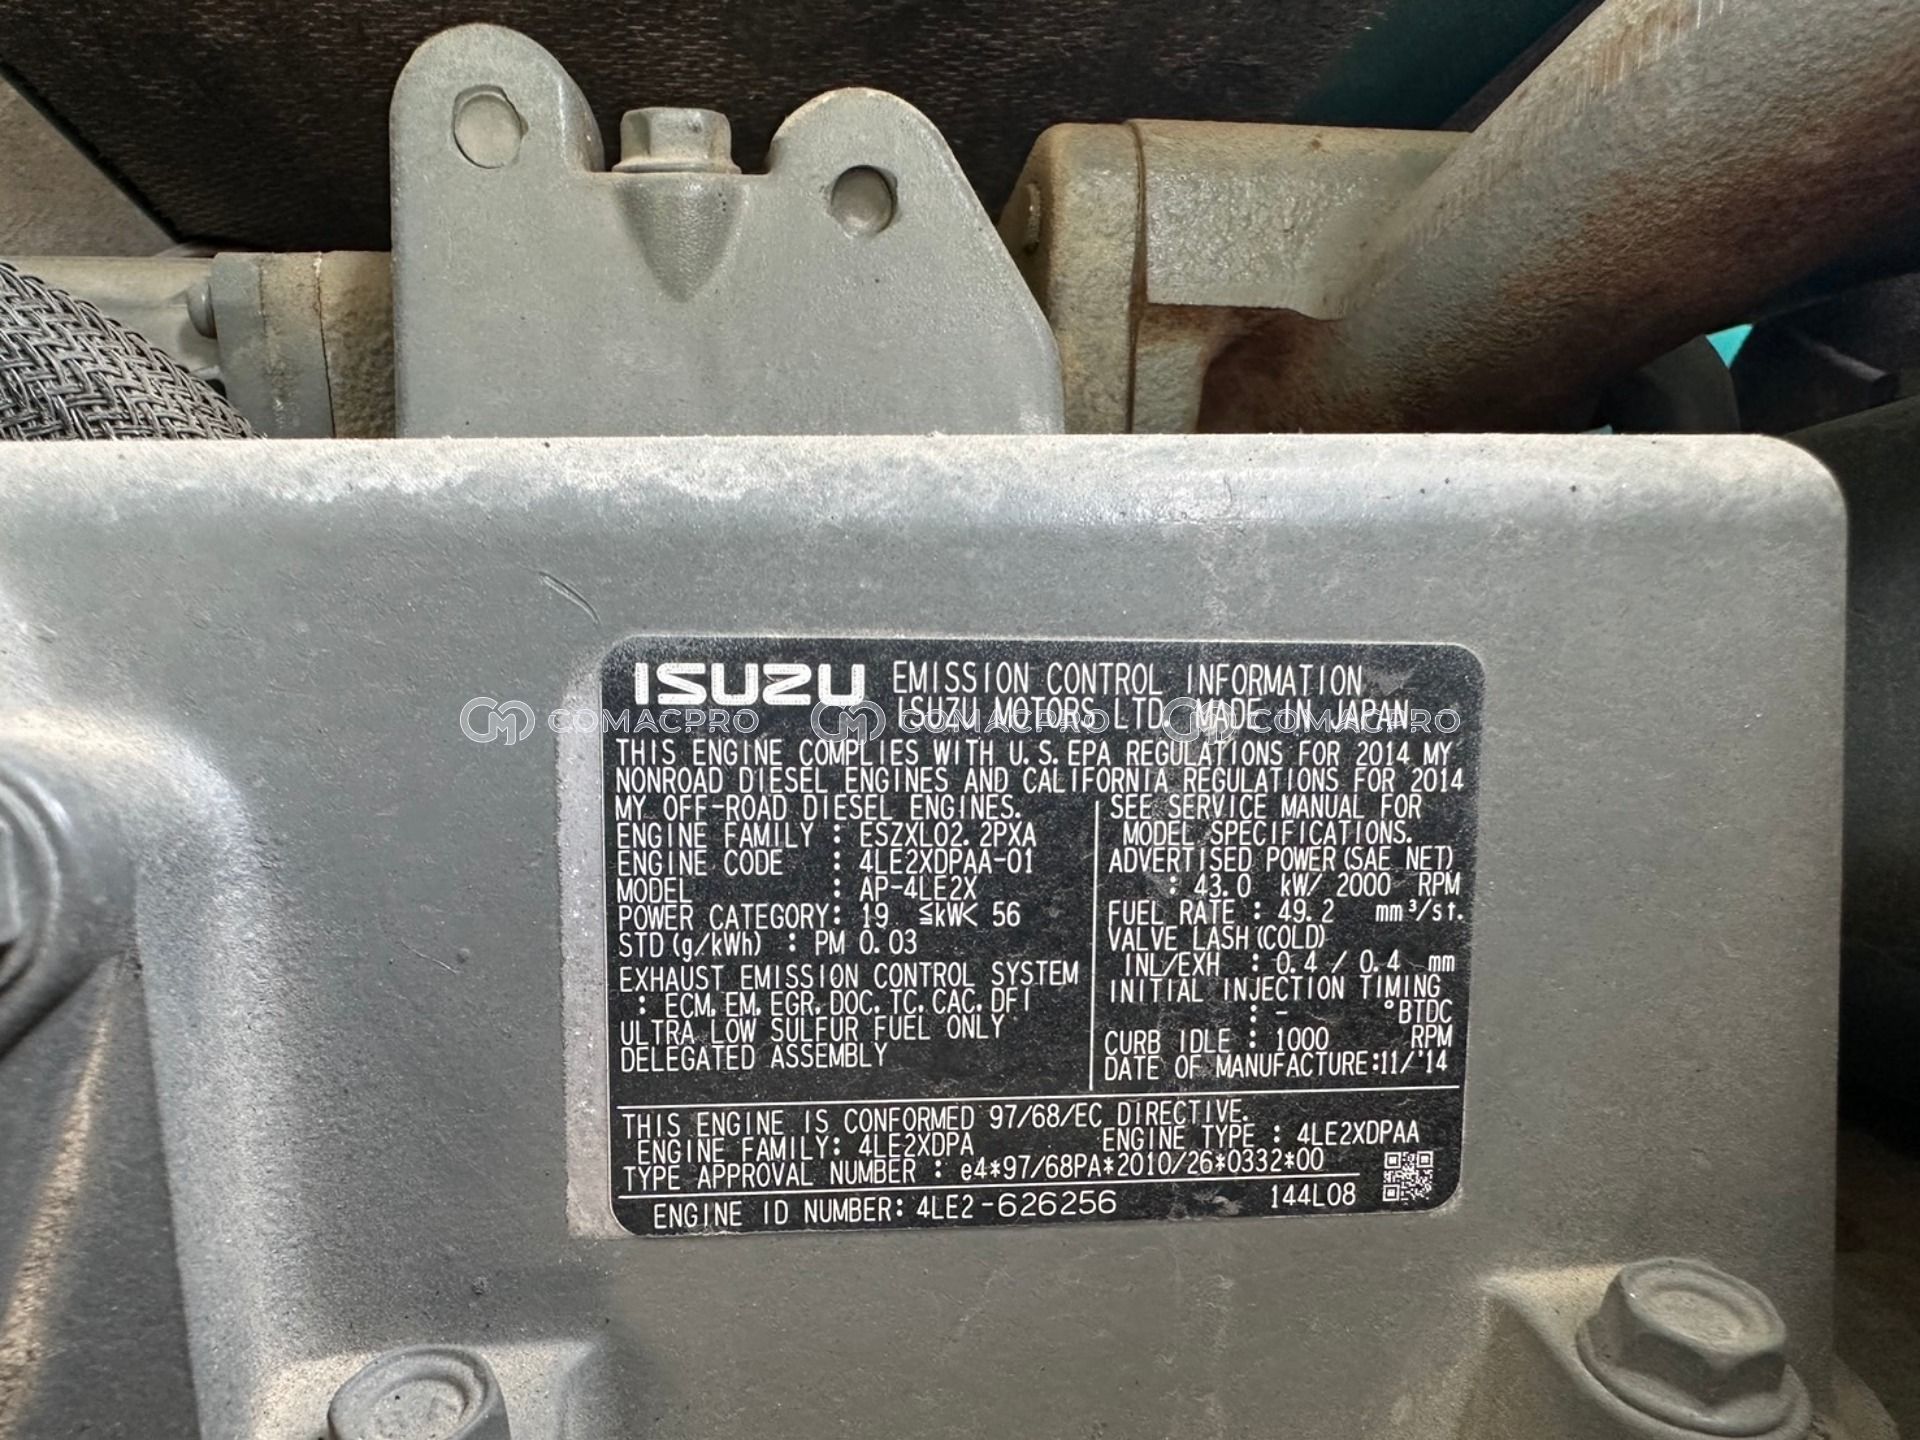 ISUZU EMISSION CONTROL INFORMATION
ISUZU MOTORS LTD. MADE IN JAPAN
COMACPRO COMACPRO COMACPRO
THIS ENGINE COMPLIES WITH U.S.EPA REGULATIONS FOR 2014 MY
NONROAD DIESEL ENGINES AND CALIFORNIA REGULATIONS FOR 2014
MY OFF-ROAD DIESEL ENGINES.
ENGINE FAMILY : ESZXL02.2PXA
ENGINE CODE : 4LE2XDPAA-01
MODEL : AP-4LE2X
POWER CATEGORY: 19 ≦kW< 56
STD(g/kWh) : PM 0.03
EXHAUST EMISSION CONTROL SYSTEM
: ECM, EM, EGR, DOC, TC, CAC, DFI
ULTRA LOW SULFUR FUEL ONLY
DELEGATED ASSEMBLY
SEE SERVICE MANUAL FOR
MODEL SPECIFICATIONS.
ADVERTISED POWER(SAE NET)
: 43.0 kW/ 2000 RPM
FUEL RATE : 49.2 mm³/st.
VALVE LASH(COLD)
INL/EXH : 0.4 / 0.4 mm
INITIAL INJECTION TIMING
: - °BTDC
CURB IDLE : 1000 RPM
DATE OF MANUFACTURE:11/'14
THIS ENGINE IS CONFORMED 97/68/EC DIRECTIVE.
ENGINE FAMILY: 4LE2XDPA ENGINE TYPE : 4LE2XDPAA
TYPE APPROVAL NUMBER : e4*97/68PA*2010/26*0332*00
ENGINE ID NUMBER: 4LE2-626256 144L08